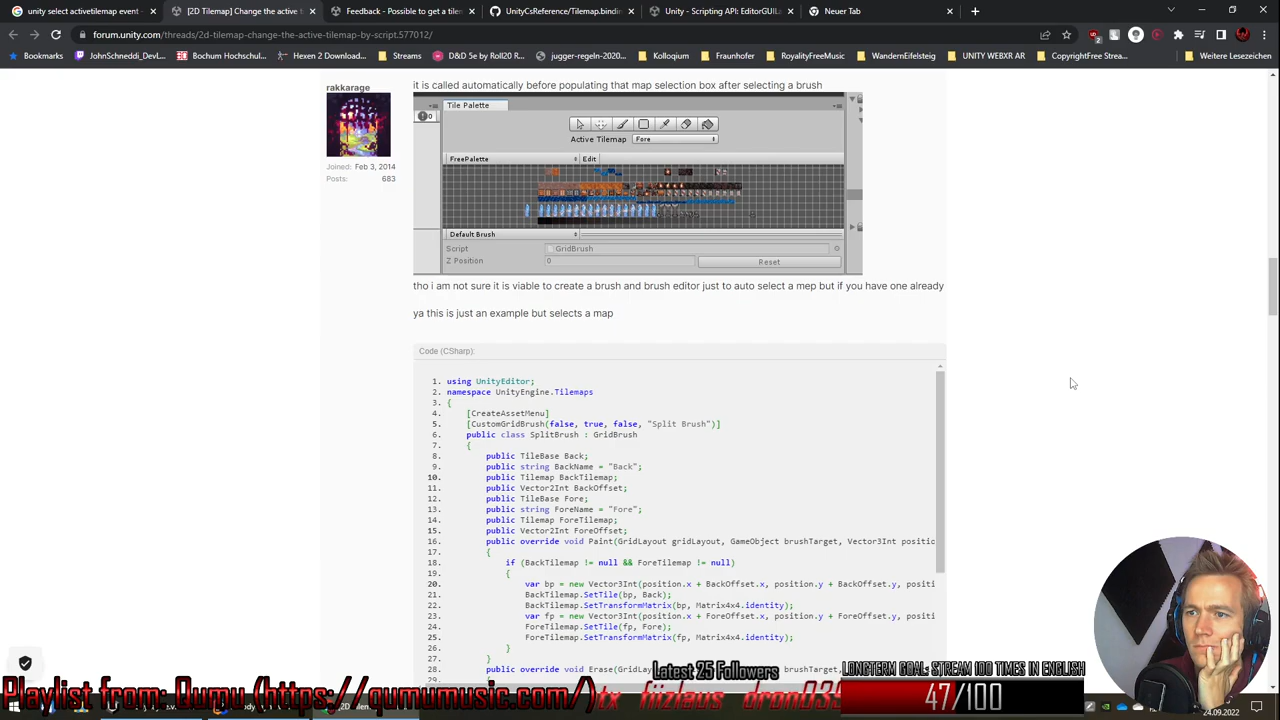 unity select activetilemap event -
[2D Tilemap] Change the active t
Feedback - Possible to get a tilem
UnityCsReference/Tilemap.bindin
Unity - Scripting API: EditorGUILa
Neuer Tab
forum.unity.com/threads/2d-tilemap-change-the-active-tilemap-by-script.577012/
Bookmarks
JohnSchneddi_DevL...
Bochum Hochschul...
Hexen 2 Download...
Streams
D&D 5e by Roll20 R...
jugger-regeln-2020...
Kolloqium
Fraunhofer
RoyalityFreeMusic
WandernEifelsteig
UNITY WEBXR AR
CopyrightFree Stream
Weitere Lesezeichen
rakkarage
Joined: Feb 3, 2014
Posts: 683
it is called automatically before populating that map selection box after selecting a brush
Tile Palette
Active Tilemap Fore
FreePalette Edit
Default Brush
Script GridBrush
Z Position 0 Reset
tho i am not sure it is viable to create a brush and brush editor just to auto select a mep but if you have one already
ya this is just an example but selects a map
Code (CSharp):
1. using UnityEditor;
2. namespace UnityEngine.Tilemaps
3. {
4. [CreateAssetMenu]
5. [CustomGridBrush(false, true, false, "Split Brush")]
6. public class SplitBrush : GridBrush
7. {
8. public TileBase Back;
9. public string BackName = "Back";
10. public Tilemap BackTilemap;
11. public Vector2Int BackOffset;
12. public TileBase Fore;
13. public string ForeName = "Fore";
14. public Tilemap ForeTilemap;
15. public Vector2Int ForeOffset;
16. public override void Paint(GridLayout gridLayout, GameObject brushTarget, Vector3Int positio
17. {
18. if (BackTilemap != null && ForeTilemap != null)
19. {
20. var bp = new Vector3Int(position.x + BackOffset.x, position.y + BackOffset.y, positi
21. BackTilemap.SetTile(bp, Back);
22. BackTilemap.SetTransformMatrix(bp, Matrix4x4.identity);
23. var fp = new Vector3Int(position.x + ForeOffset.x, position.y + ForeOffset.y, positi
24. ForeTilemap.SetTile(fp, Fore);
25. ForeTilemap.SetTransformMatrix(fp, Matrix4x4.identity);
26. }
27. }
28. public override void Erase(GridLay
brushTarget, Vector3Int positio
29.
Latest 25 Followers
LONGTERM GOAL: STREAM 100 TIMES IN ENGLISH
Playlist from: Qumu (https://qumumusic.com/)
tx fiizlaus dron039
47/100
24.09.2022